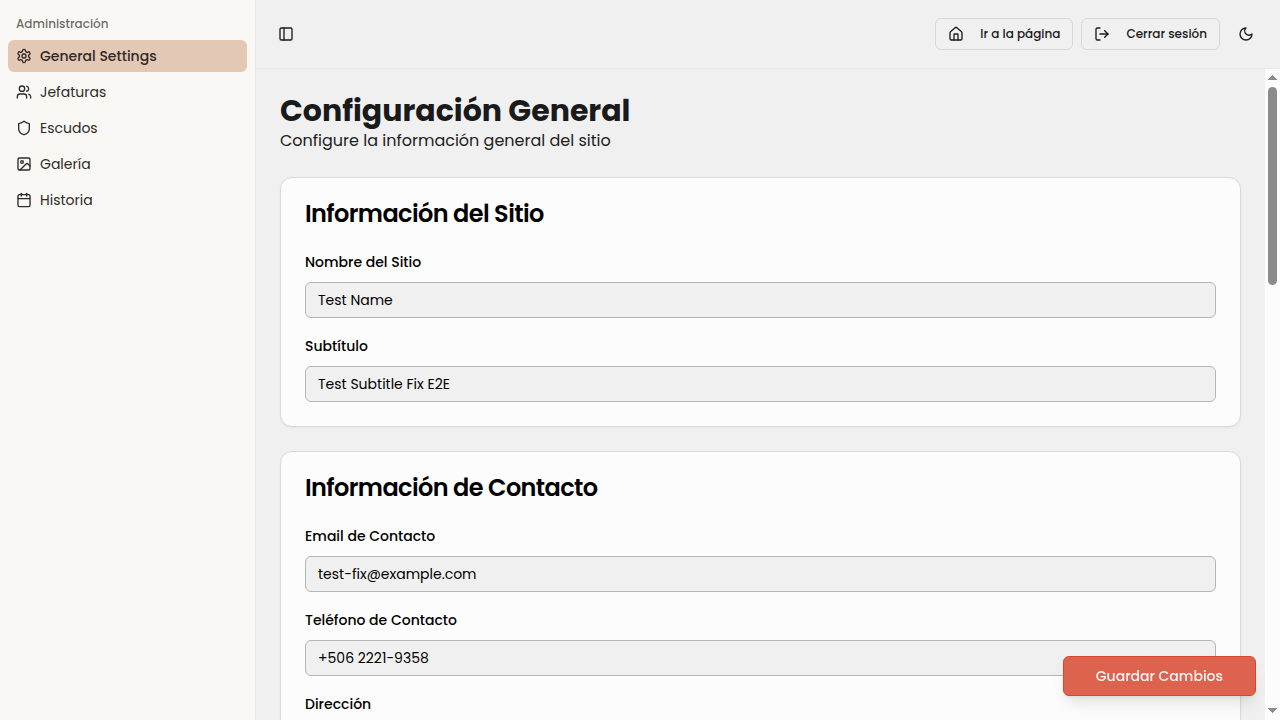 Administración
General Settings
Jefaturas
Escudos
Galería
Historia
Ir a la página
Cerrar sesión
Configuración General
Configure la información general del sitio
Información del Sitio
Nombre del Sitio
Test Name
Subtítulo
Test Subtitle Fix E2E
Información de Contacto
Email de Contacto
test-fix@example.com
Teléfono de Contacto
+506 2221-9358
Guardar Cambios
Dirección